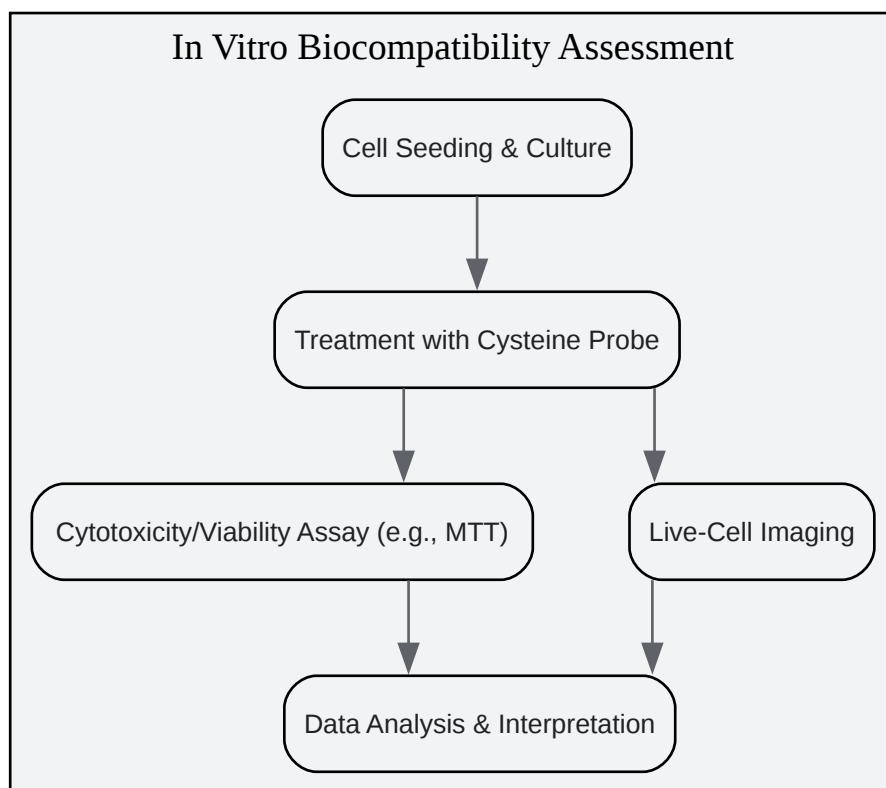 In Vitro Biocompatibility Assessment
Cell Seeding & Culture
Treatment with Cysteine Probe
Cytotoxicity/Viability Assay (e.g., MTT)
Live-Cell Imaging
Data Analysis & Interpretation